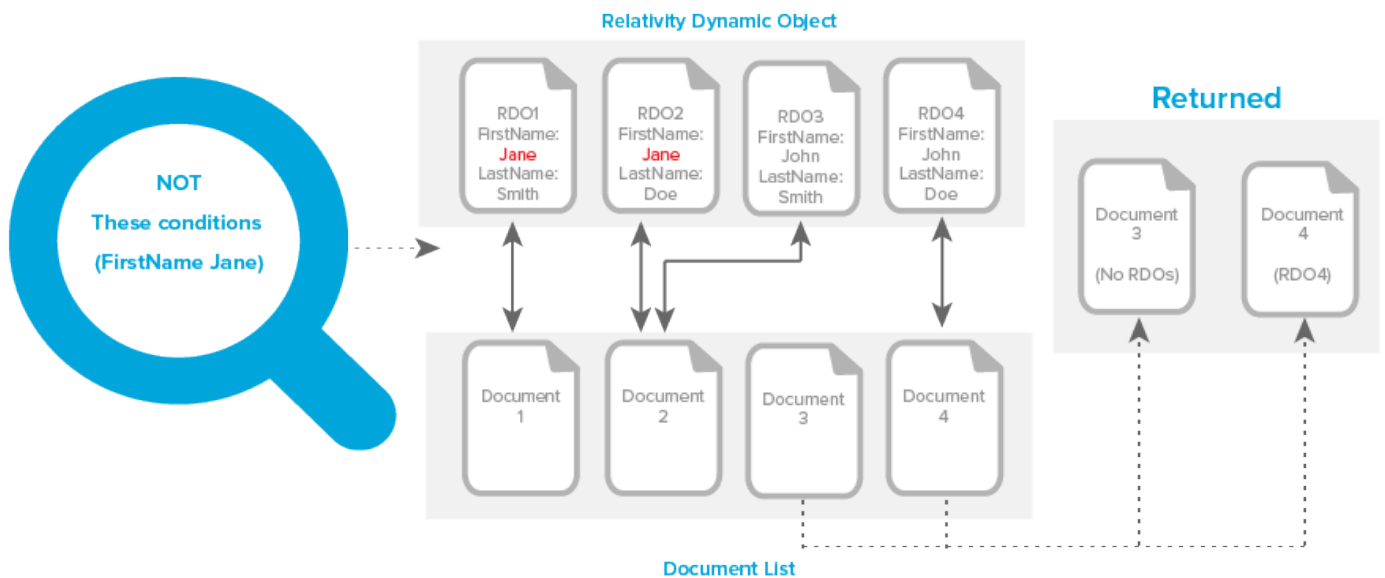 Relativity Dynamic Object
NOT
These conditions
(FirstName Jane)
RDO1
FirstName:
Jane
LastName:
Smith
RDO2
FirstName:
Jane
LastName:
Doe
RDO3
FirstName:
John
LastName:
Smith
RDO4
FirstName:
John
LastName:
Doe
Returned
Document
3
(No RDOs)
Document
4
(RDO4)
Document
1
Document
2
Document
3
Document
4
Document List